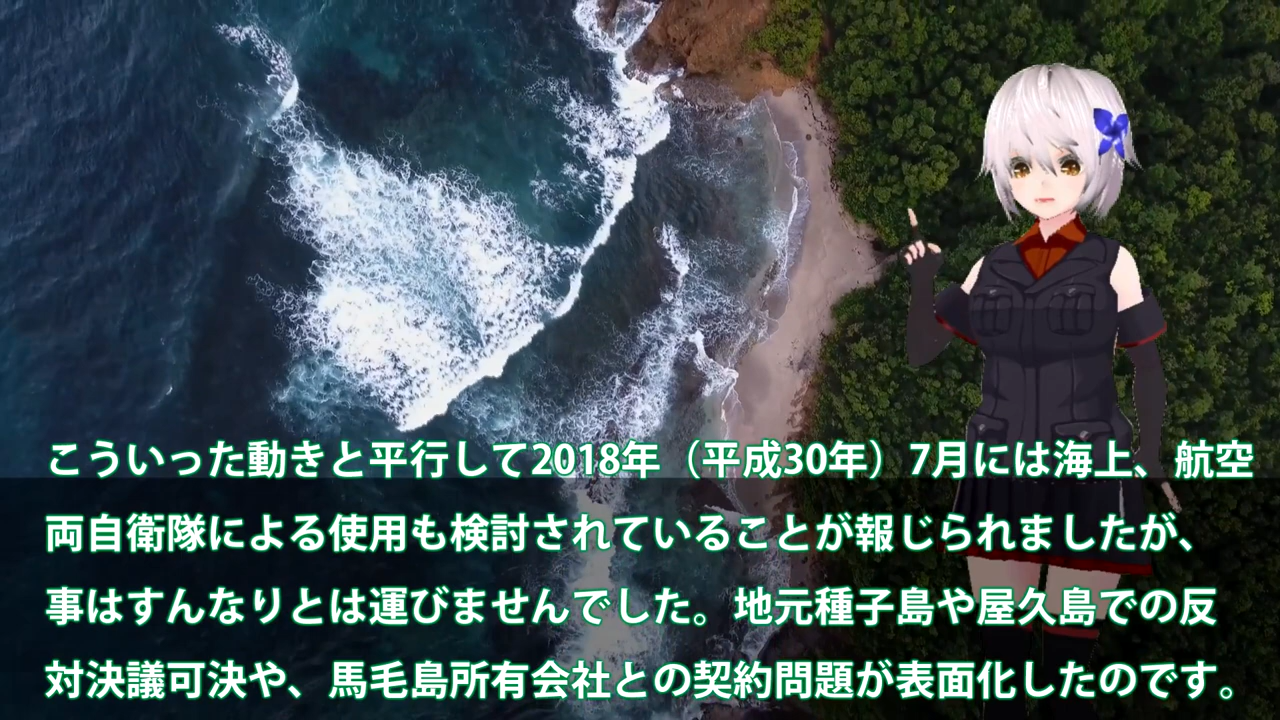 こういった動きと平行して2018年（平成30年）7月には海上、航空
両自衛隊による使用も検討されていることが報じられましたが、
事はすんなりとは運びませんでした。地元種子島や屋久島での反
対決議可決や、馬毛島所有会社との契約問題が表面化したのです。